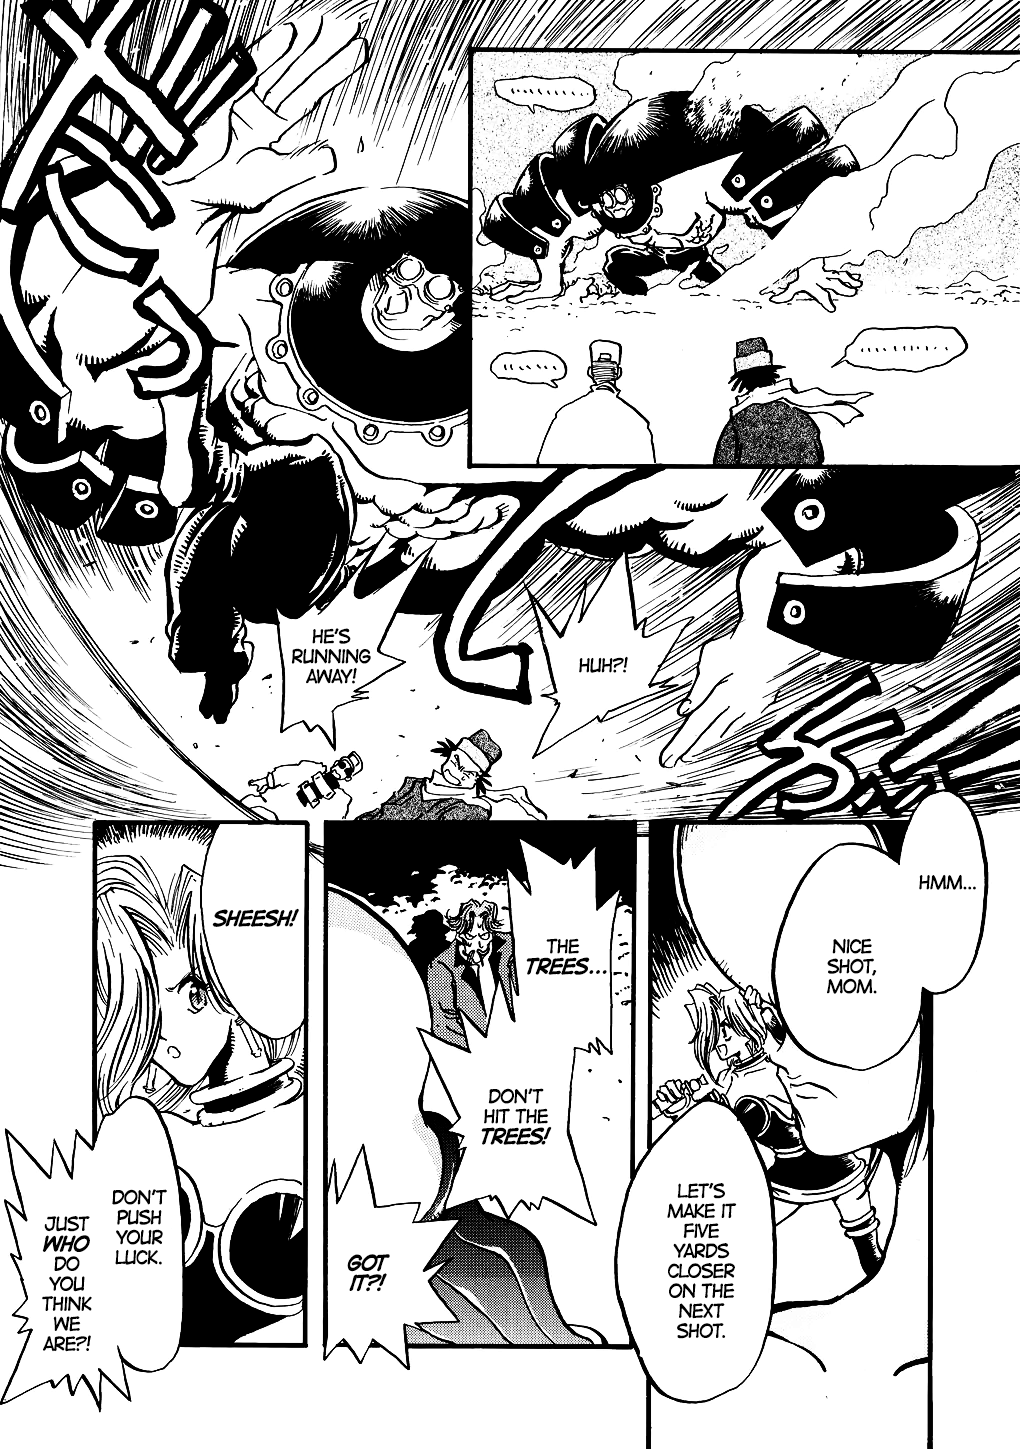 .........
.......
.........
HUH?!
HE'S
RUNNING
AWAY!
HMM...
NICE
SHOT,
MOM.
LET'S
MAKE IT
FIVE
YARDS
CLOSER
ON THE
NEXT
SHOT.
THE
TREES...
DON'T
HIT THE
TREES!
GOT
IT?!
SHEESH!
DON'T
PUSH
YOUR
LUCK.
JUST
WHO
DO
YOU
THINK
WE
ARE?!